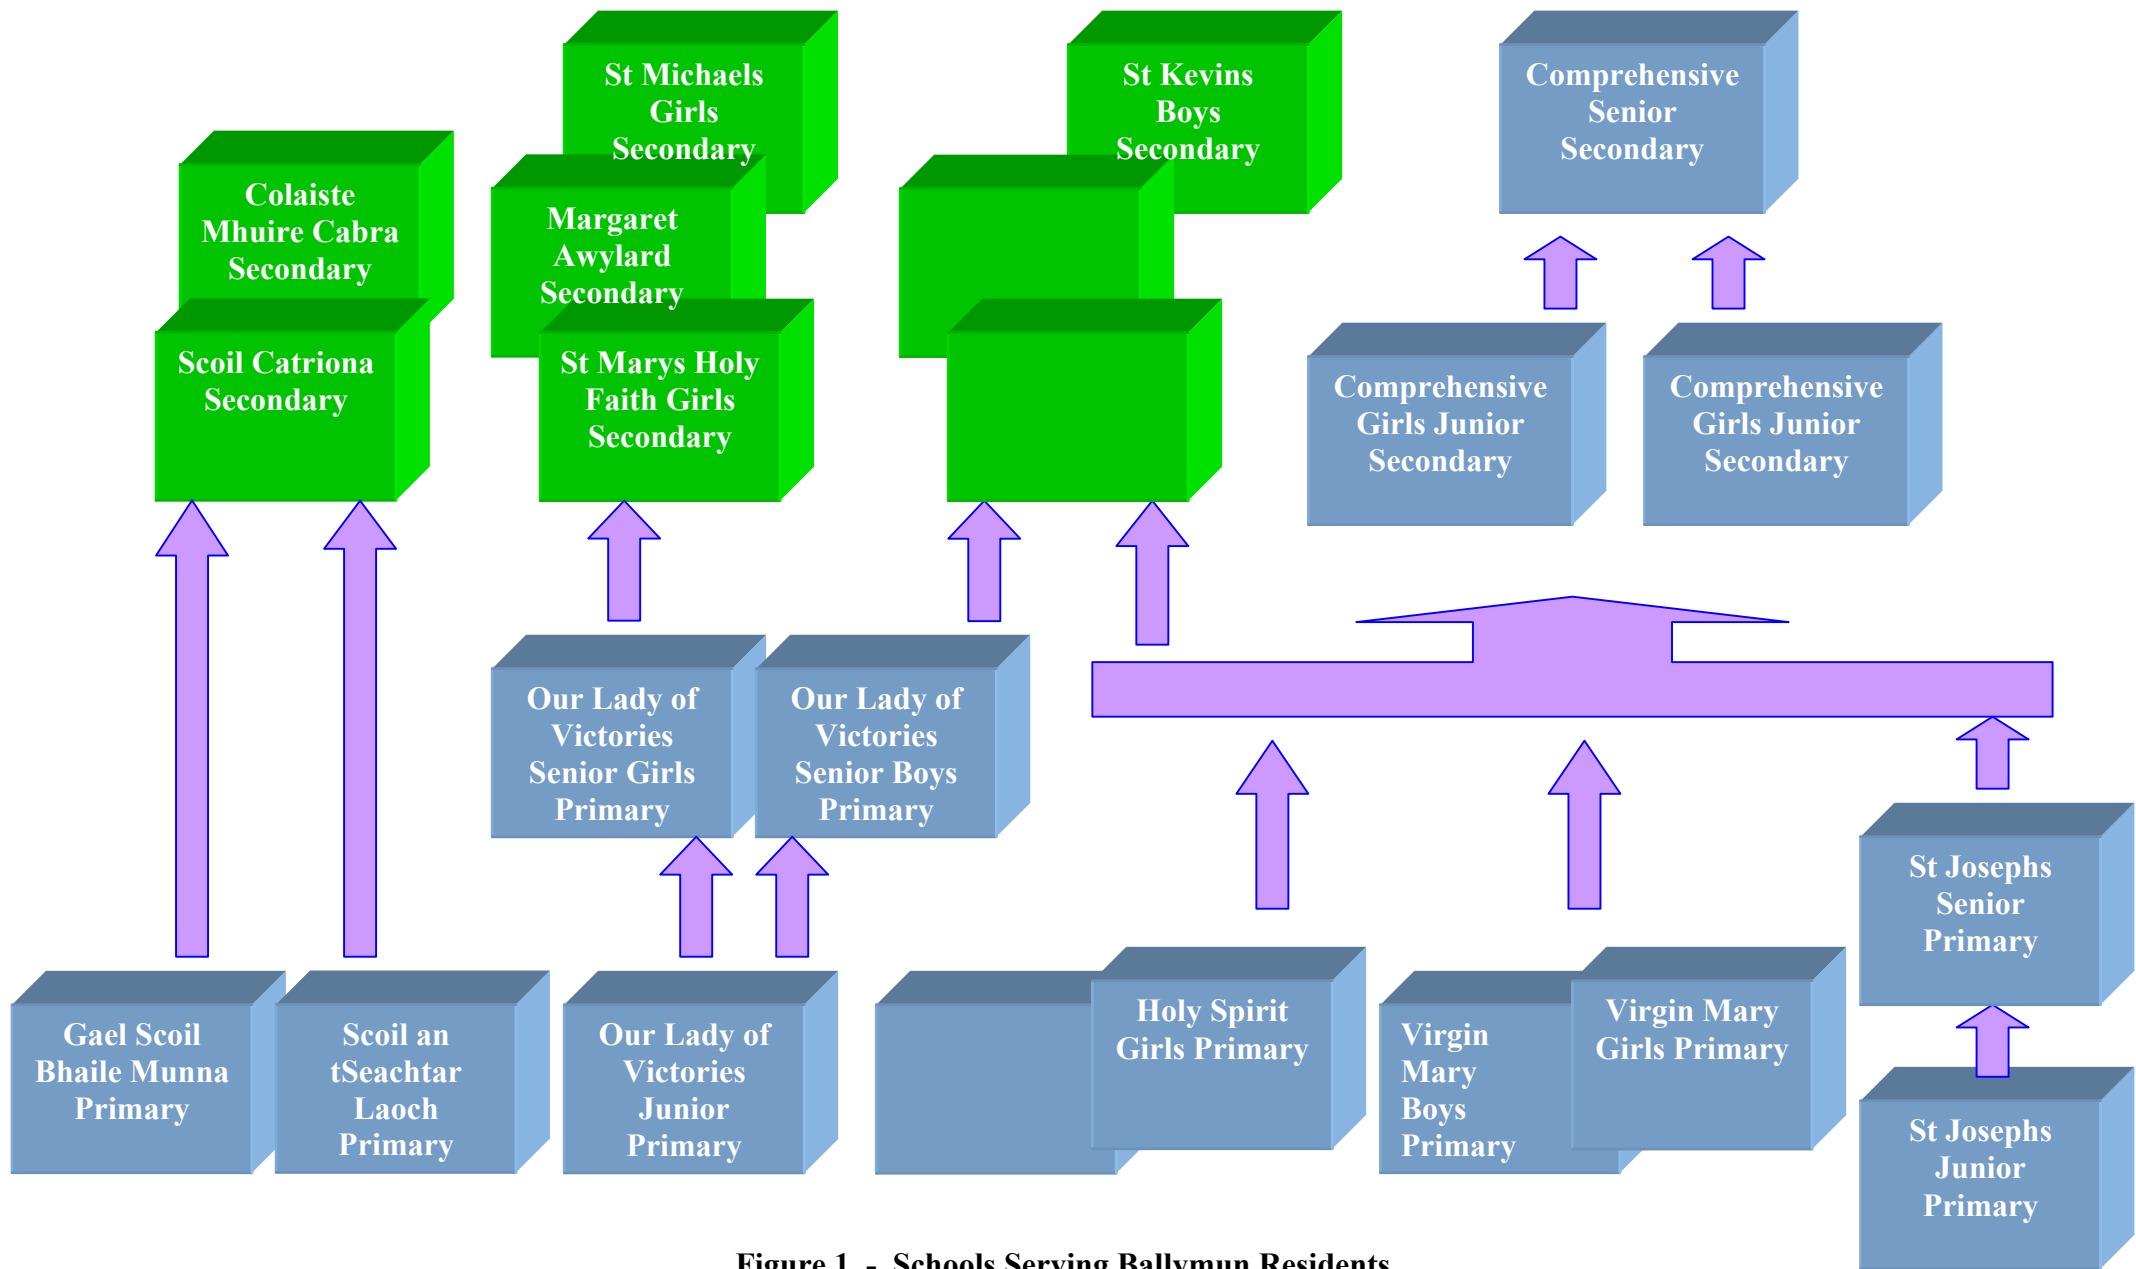 St Michaels
Girls
Secondary
St Kevins
Boys
Secondary
Comprehensive
Senior
Secondary
Colaiste
Mhuire Cabra
Secondary
Margaret
Awylard
Secondary
Scoil Catriona
Secondary
St Marys Holy
Faith Girls
Secondary
Comprehensive
Girls Junior
Secondary
Comprehensive
Girls Junior
Secondary
Our Lady of
Victories
Senior Girls
Primary
Our Lady of
Victories
Senior Boys
Primary
St Josephs
Senior
Primary
Gael Scoil
Bhaile Munna
Primary
Scoil an
tSeachtar
Laoch
Primary
Our Lady of
Victories
Junior
Primary
Holy Spirit
Girls Primary
Virgin
Mary
Boys
Primary
Virgin Mary
Girls Primary
St Josephs
Junior
Primary
Figure 1 - Schools Serving Ballymun Residents